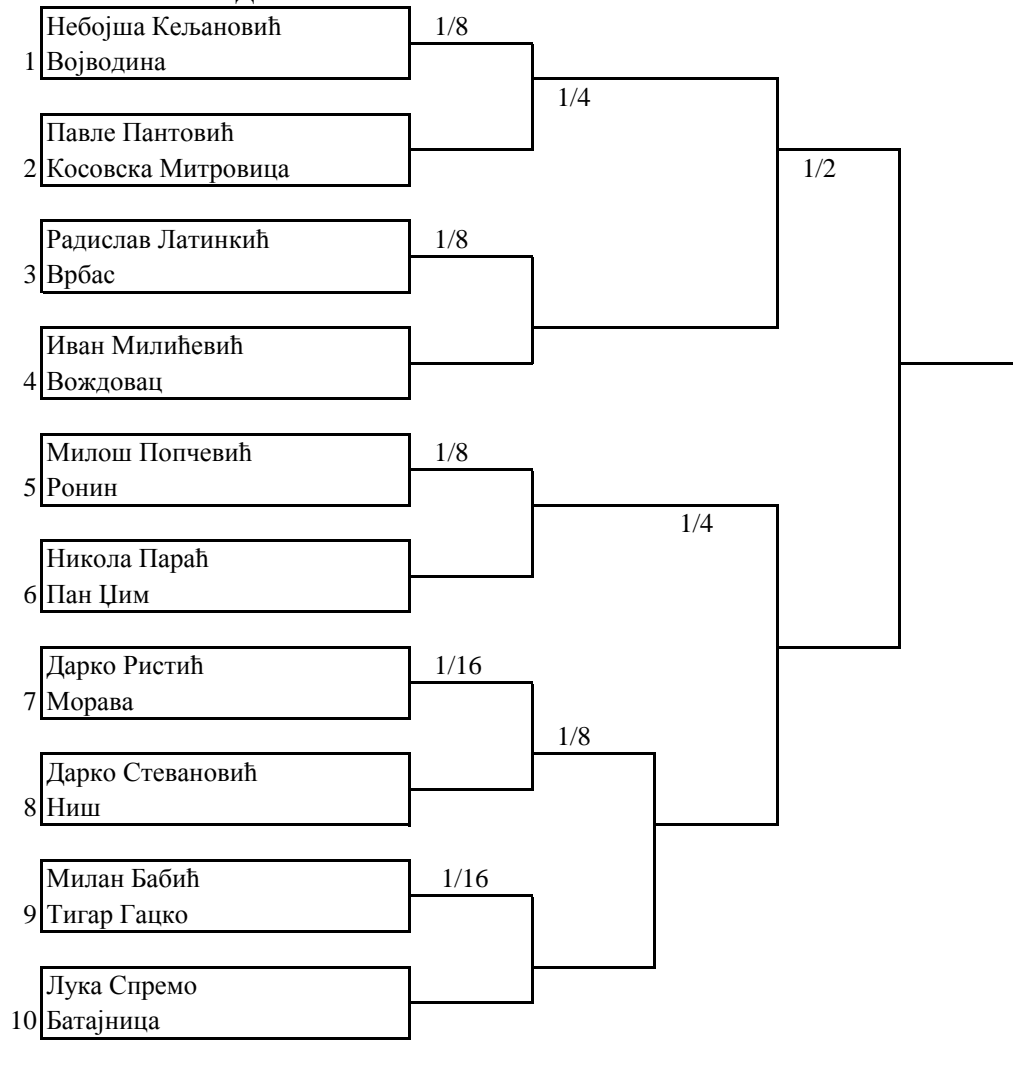 Небојша Кељановић
1/8
1 Војводина
1/4
Павле Пантовић
2 Косовска Митровица
1/2
Радислав Латинкић
1/8
3 Врбас
Иван Милићевић
4 Вождовац
Милош Попчевић
1/8
5 Ронин
1/4
Никола Параћ
6 Пан Џим
Дарко Ристић
1/16
7 Морава
1/8
Дарко Стевановић
8 Ниш
Милан Бабић
1/16
9 Тигар Гацко
Лука Спремо
10 Батајница